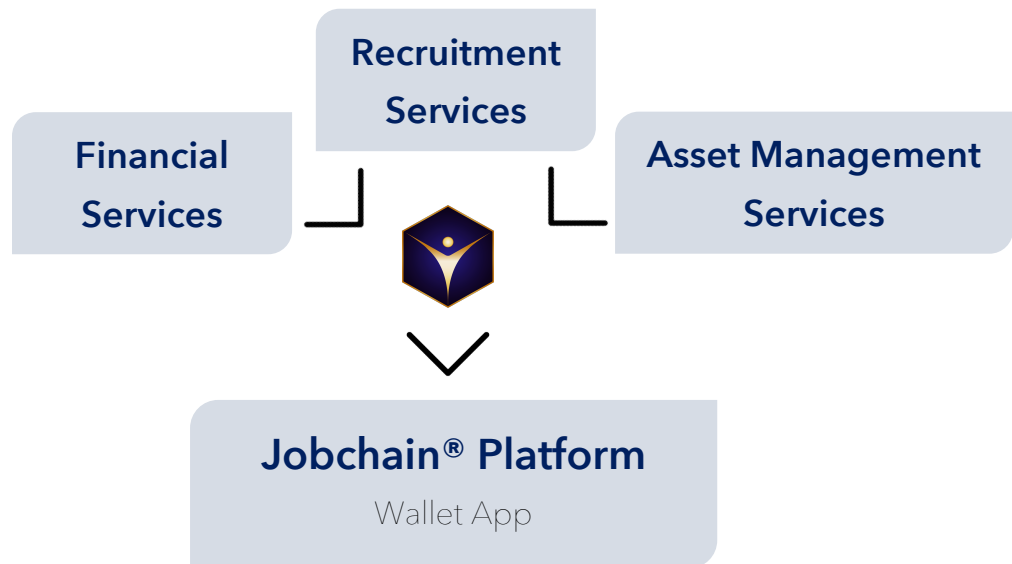 Recruitment
Services
Financial
Services
Asset Management
Services
Jobchain® Platform
Wallet App